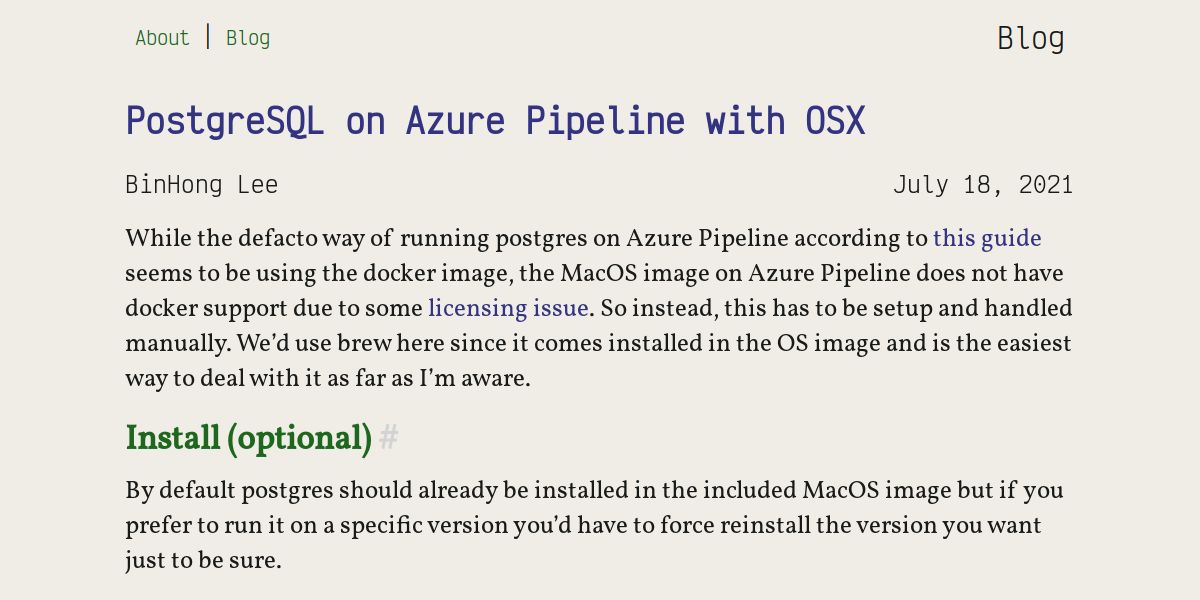 About | Blog
Blog
PostgreSQL on Azure Pipeline with OSX
BinHong Lee
July 18, 2021
While the defacto way of running postgres on Azure Pipeline according to this guide
seems to be using the docker image, the MacOS image on Azure Pipeline does not have
docker support due to some licensing issue. So instead, this has to be setup and handled
manually. We’d use brew here since it comes installed in the OS image and is the easiest
way to deal with it as far as I’m aware.
Install (optional) #
By default postgres should already be installed in the included MacOS image but if you
prefer to run it on a specific version you’d have to force reinstall the version you want
just to be sure.